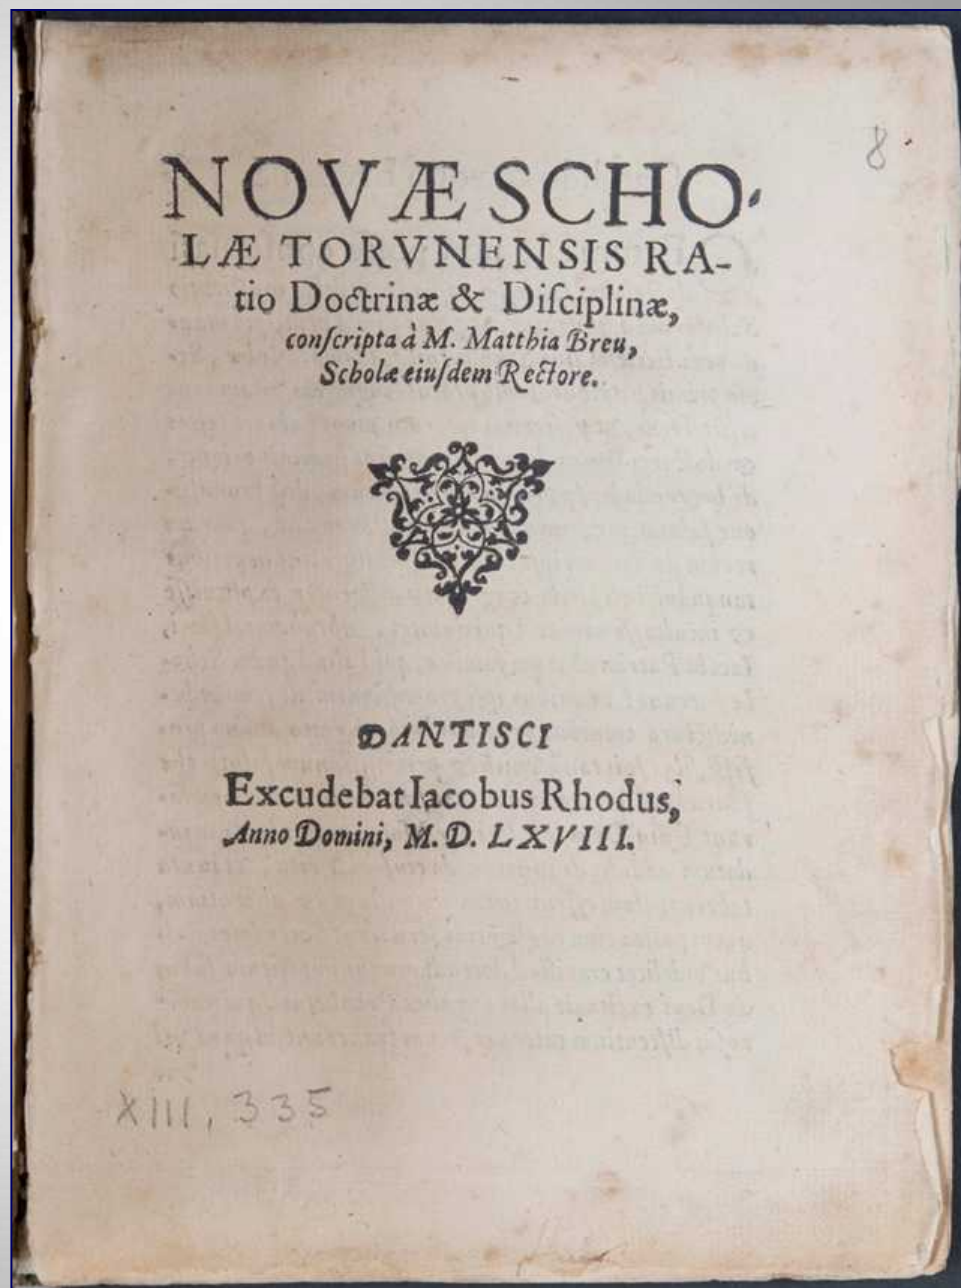 8.
NOVÆ SCHO-
LÆ TORVNENSIS RA-
tio Doctrinæ & Diſciplinæ,
conſcripta à M. Matthia Breu,
Scholæ eiuſdem Rectore.
DANTISCI
Excudebat Iacobus Rhodus,
Anno Domini, M. D. LXVIII.
XIII, 335